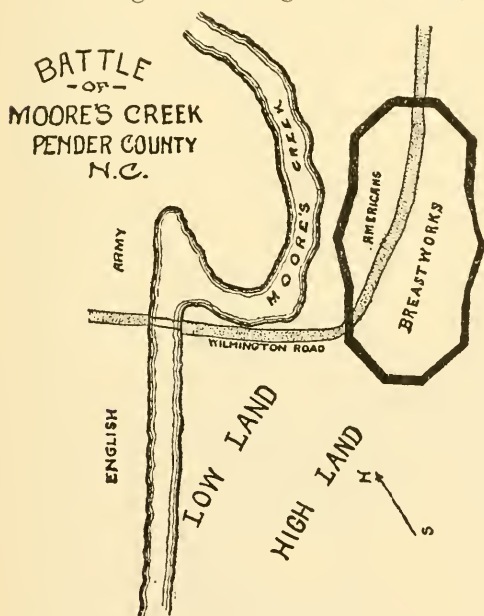 BATTLE
-OF-
MOORE'S CREEK
PENDER COUNTY
N.C.
MOORE'S CREEK
AMERICANS
BREASTWORKS
ARMY
ENGLISH
WILMINGTON ROAD
LOW LAND
HIGH LAND
N
S